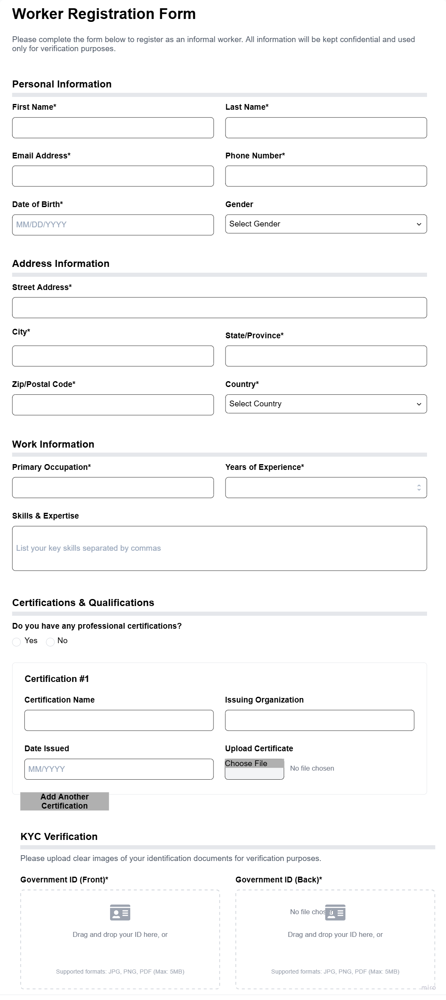 Worker Registration Form
Please complete the form below to register as an informal worker. All information will be kept confidential and used
only for verification purposes.
Personal Information
First Name*
Last Name*
Email Address*
Phone Number*
Date of Birth*
Gender
MM/DD/YYYY
Select Gender
Address Information
Street Address*
City*
State/Province*
Zip/Postal Code*
Country*
Select Country
Work Information
Primary Occupation*
Years of Experience*
Skills & Expertise
List your key skills separated by commas
Certifications & Qualifications
Do you have any professional certifications?
Yes
No
Certification #1
Certification Name
Issuing Organization
Date Issued
Upload Certificate
MM/YYYY
Choose File
No file chosen
Add Another
Certification
KYC Verification
Please upload clear images of your identification documents for verification purposes.
Government ID (Front)*
Government ID (Back)*
No file chosen
Drag and drop your ID here, or
Drag and drop your ID here, or
Supported formats: JPG, PNG, PDF (Max: 5MB)
Supported formats: JPG, PNG, PDF (Max: 5MB)
miro